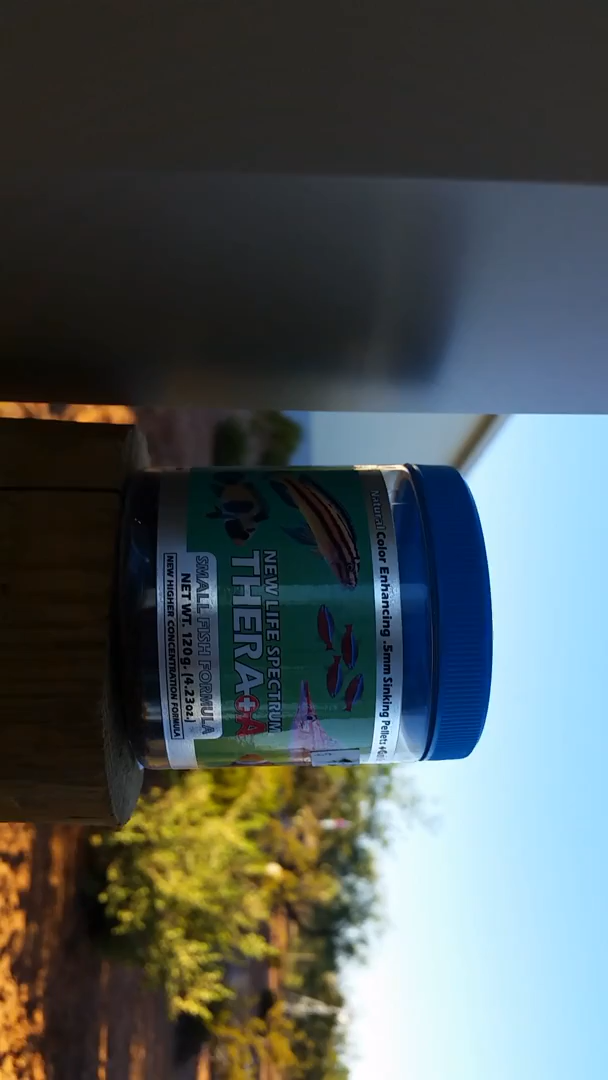 Natural Color Enhancing .5mm Sinking Pellets
NEW LIFE SPECTRUM
THERA+A
SMALL FISH FORMULA
NET WT. 120g. (4.23oz.)
NEW HIGHER CONCENTRATION FORMULA